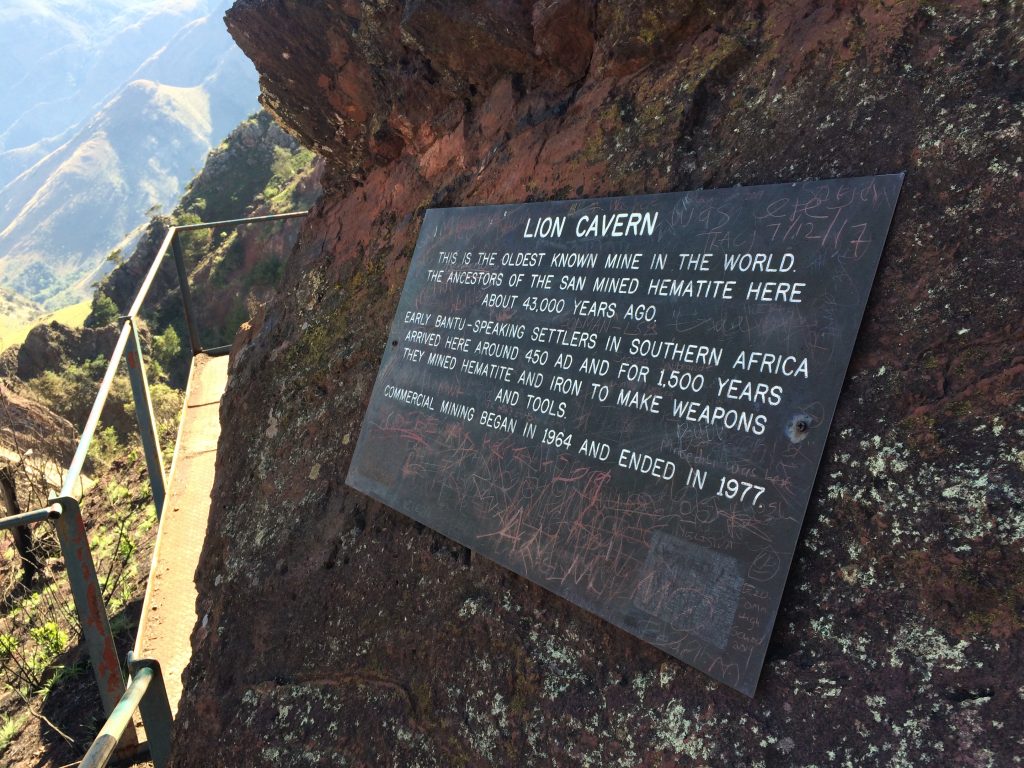 LION CAVERN
THIS IS THE OLDEST KNOWN MINE IN THE WORLD.
THE ANCESTORS OF THE SAN MINED HEMATITE HERE
ABOUT 43,000 YEARS AGO.
EARLY BANTU-SPEAKING SETTLERS IN SOUTHERN AFRICA
ARRIVED HERE AROUND 450 AD AND FOR 1,500 YEARS
THEY MINED HEMATITE AND IRON TO MAKE WEAPONS
AND TOOLS.
COMMERCIAL MINING BEGAN IN 1964 AND ENDED IN 1977.
7/12/17